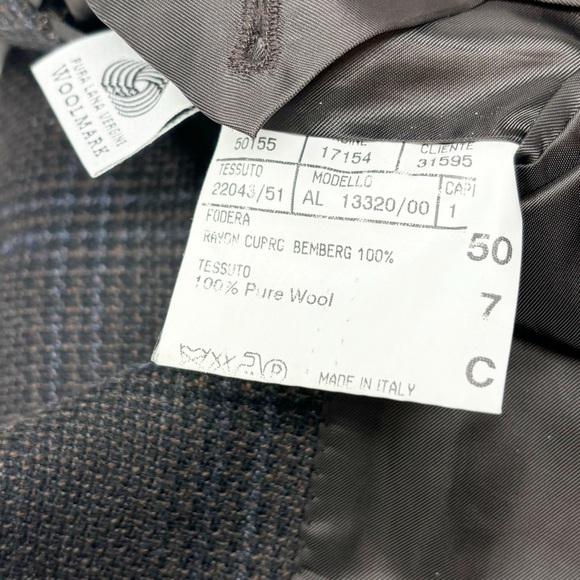 PURA LANA VERGINE
WOOLMARK
50155
17154
CLIENTE
31595
TESSUTO
22043/51
MODELLO
AL 13320/00
CAPI
1
FODERA
RAYON CUPRO BEMBERG 100%
TESSUTO
100% Pure Wool
50
7
C
MADE IN ITALY